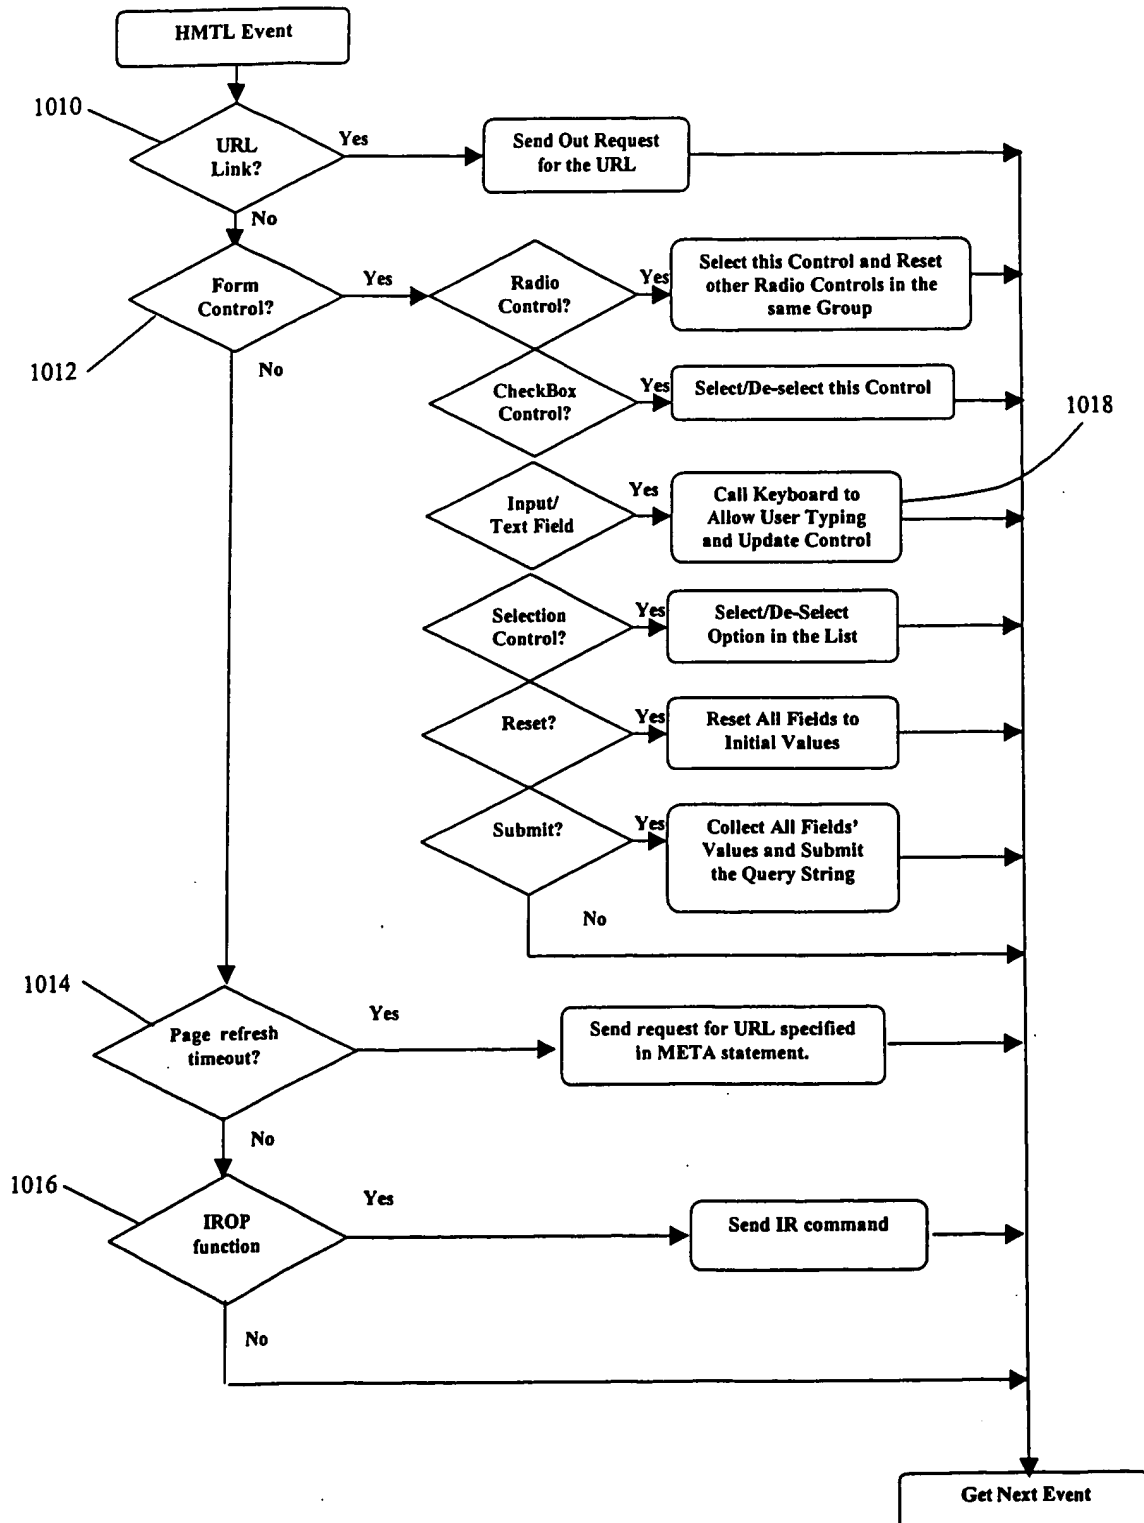 HMTL Event
1010
URL
Link?
Yes
Send Out Request
for the URL
No
Form
Control?
Yes
Radio
Control?
Yes
Select this Control and Reset
other Radio Controls in the
same Group
1012
No
CheckBox
Control?
Yes
Select/De-select this Control
1018
Input/
Text Field
Yes
Call Keyboard to
Allow User Typing
and Update Control
Selection
Control?
Yes
Select/De-Select
Option in the List
Reset?
Yes
Reset All Fields to
Initial Values
Submit?
Yes
Collect All Fields'
Values and Submit
the Query String
No
1014
Page refresh
timeout?
Yes
Send request for URL specified
in META statement.
No
1016
IROP
function
Yes
Send IR command
No
Get Next Event